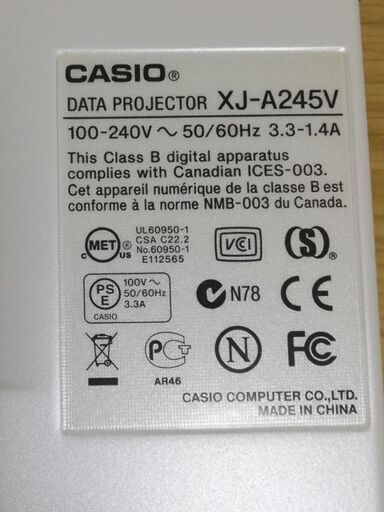 CASIO®
DATA PROJECTOR XJ-A245V
100-240V ~ 50/60Hz 3.3-1.4A
This Class B digital apparatus
complies with Canadian ICES-003.
Cet appareil numérique de la classe B est
conforme à la norme NMB-003 du Canada.
c MET us
UL60950-1
CSA C22.2
No.60950-1
E112565
VCI
S®
PS
E
CASIO
100V~
50/60Hz
3.3A
N78
CE
PCT
AR46
N
FC
CASIO COMPUTER CO.,LTD.
MADE IN CHINA